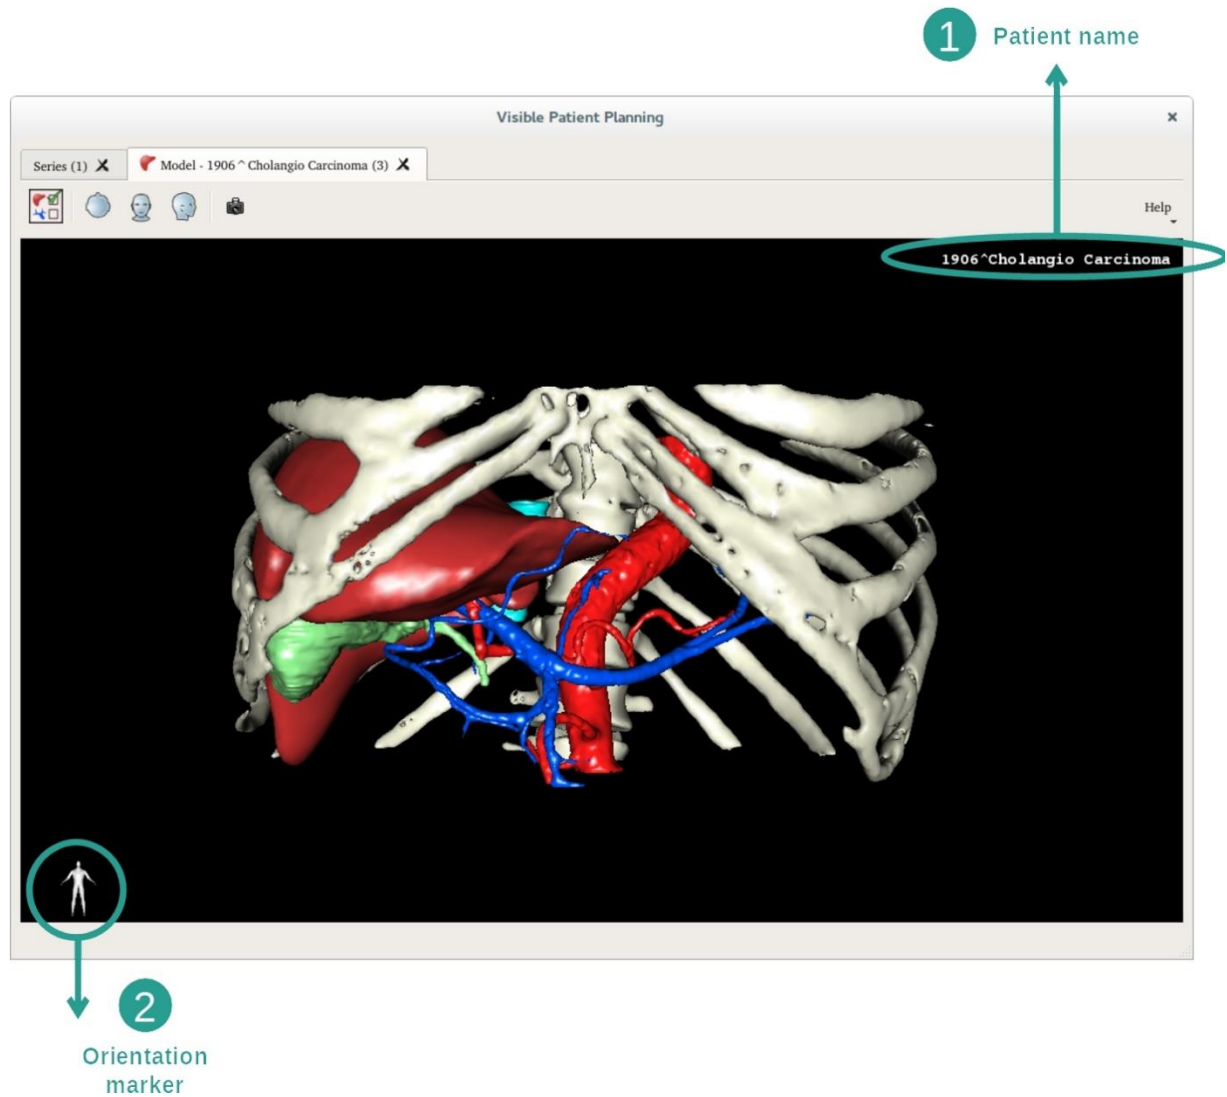 1 Patient name
Visible Patient Planning
Series (1) Model - 1906^Cholangio Carcinoma (3)
Help
1906^Cholangio Carcinoma
2
Orientation
marker